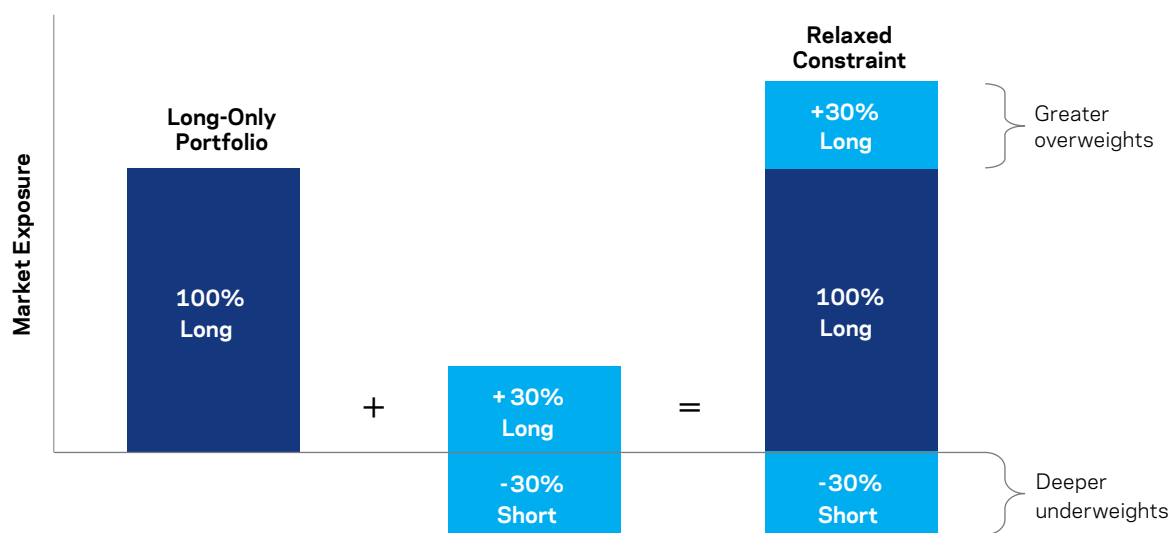 Market Exposure
Long-Only
Portfolio
100%
Long
+
+ 30%
Long
-30%
Short
=
Relaxed
Constraint
+30%
Long
100%
Long
-30%
Short
Greater
overweights
Deeper
underweights